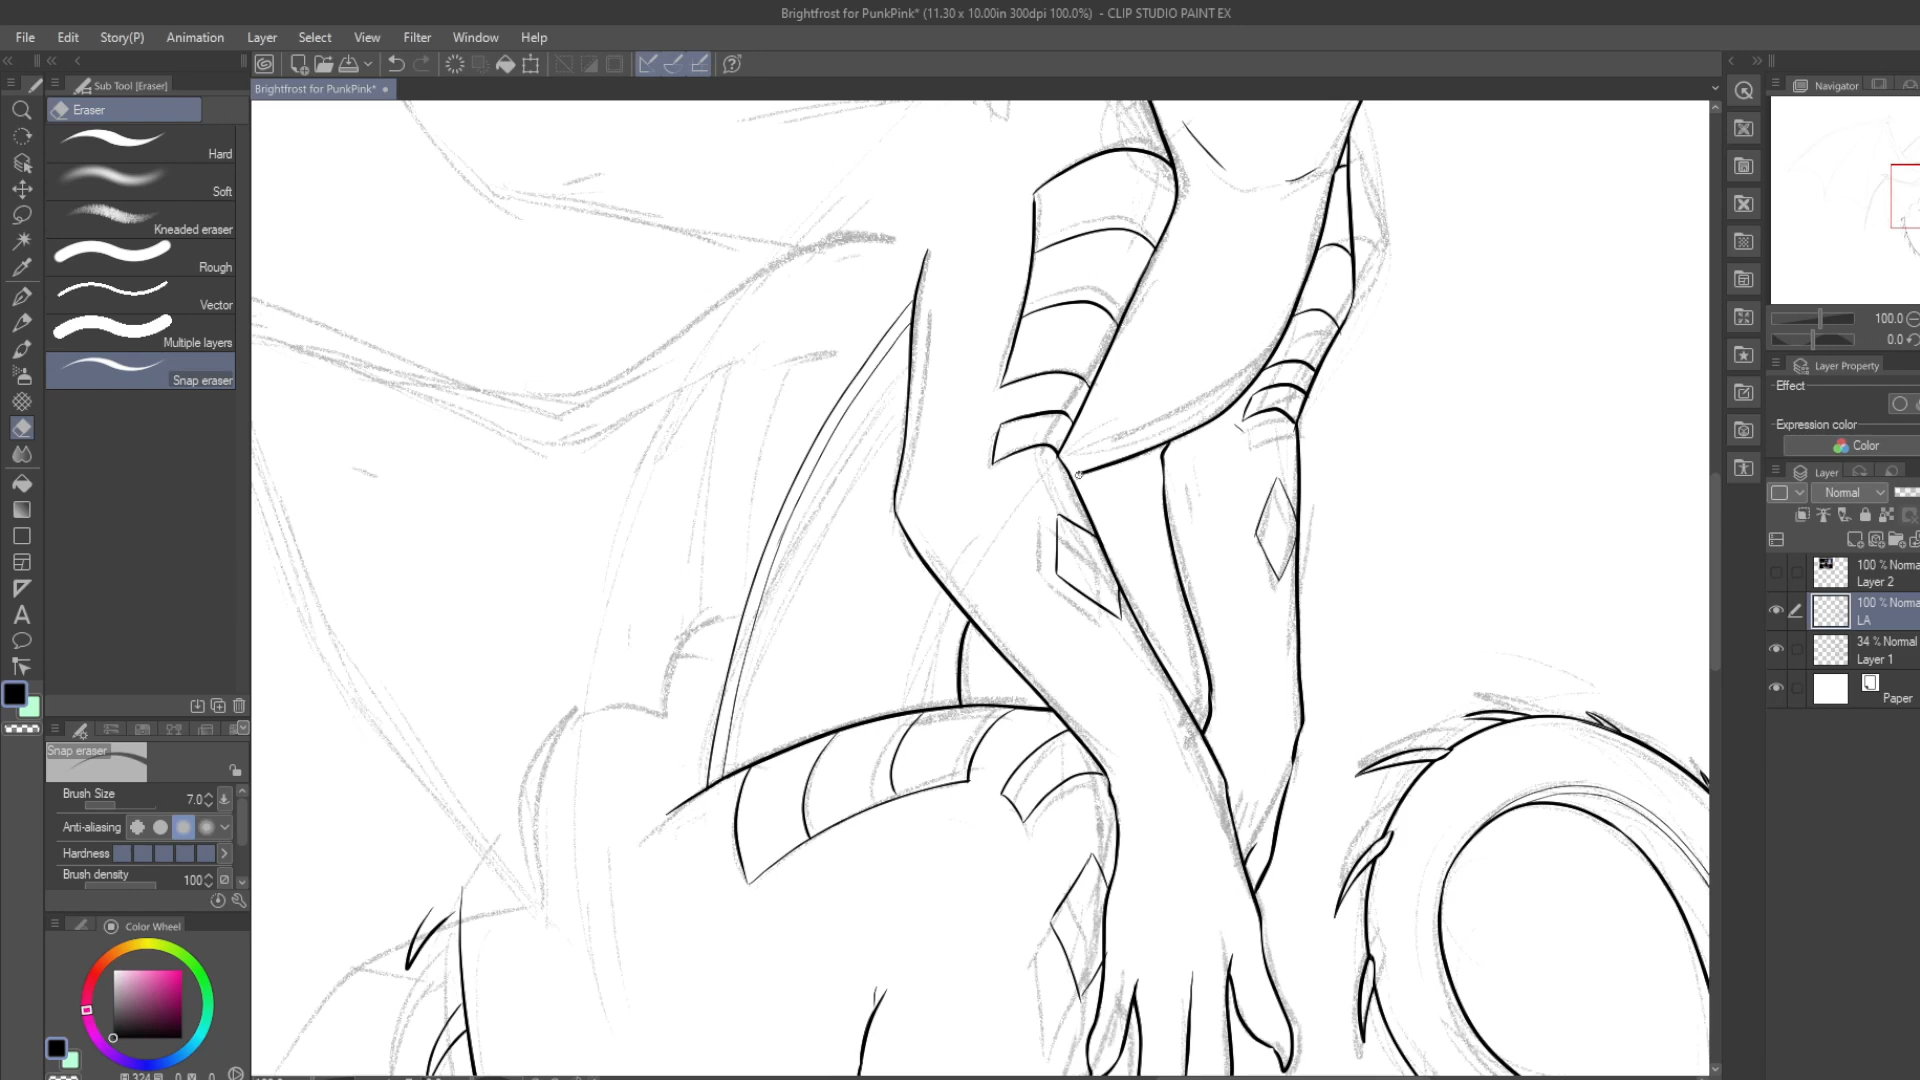 Brightfrost for PunkPink* (11.30 x 10.00in 300dpi 100.0%) - CLIP STUDIO PAINT EX
File Edit Story(P) Animation Layer Select View Filter Window Help
Sub Tool [Eraser]
Eraser
Hard
Soft
Kneaded eraser
Rough
Vector
Multiple layers
Snap eraser
Snap eraser
Brush Size 7.0
Anti-aliasing
Hardness
Brush density 100
Color Wheel
324
Brightfrost for PunkPink*
Navigator
100.0
0.0
Layer Property
Effect
Expression color
Color
Layer
Normal
100 % Norma
Layer 2
100 % Norma
LA
34 % Normal
Layer 1
Paper